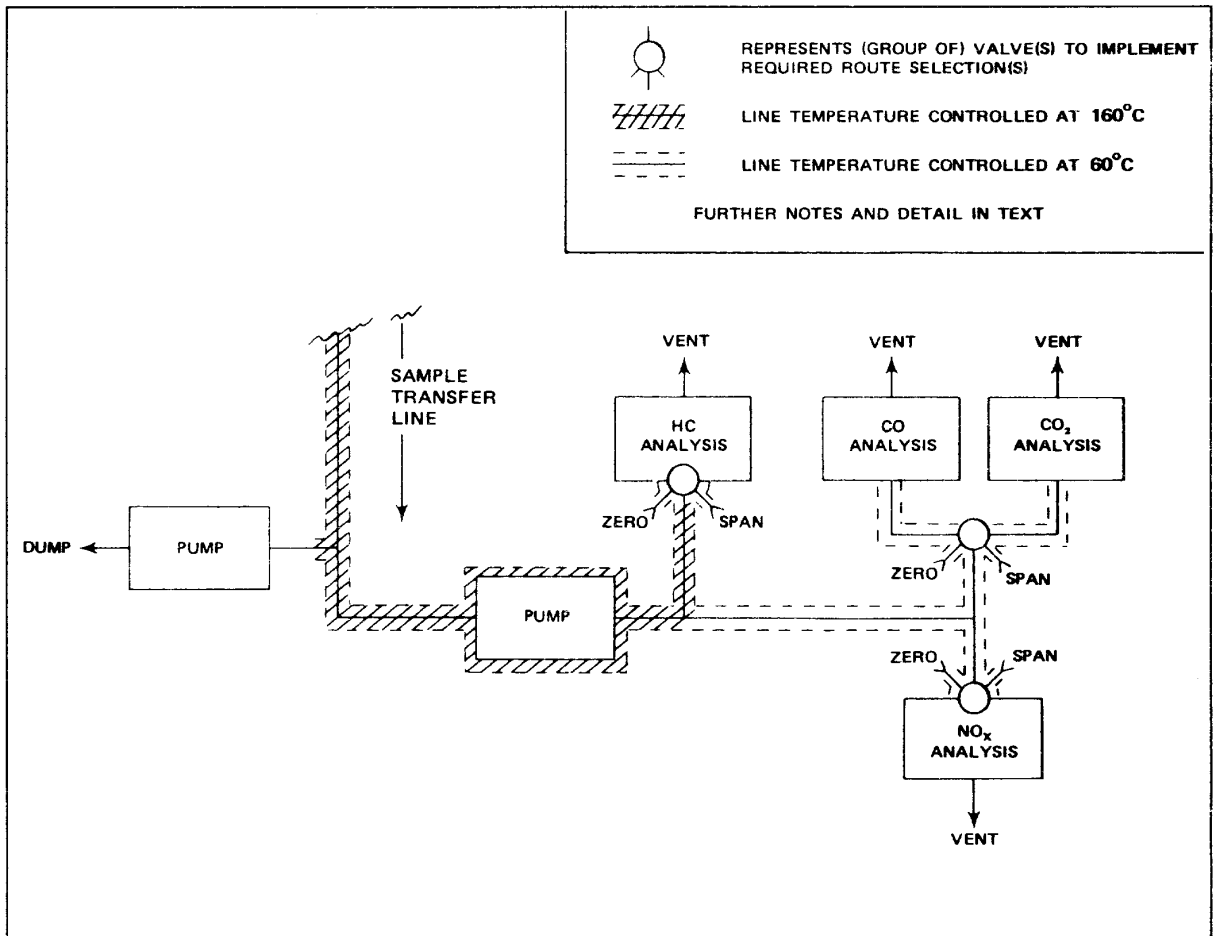 REPRESENTS (GROUP OF) VALVE(S) TO IMPLEMENT
REQUIRED ROUTE SELECTION(S)
LINE TEMPERATURE CONTROLLED AT 160°C
LINE TEMPERATURE CONTROLLED AT 60°C
FURTHER NOTES AND DETAIL IN TEXT
SAMPLE
TRANSFER
LINE
VENT
VENT
VENT
HC
ANALYSIS
CO
ANALYSIS
CO₂
ANALYSIS
ZERO
SPAN
DUMP
PUMP
ZERO
SPAN
PUMP
ZERO
SPAN
NOₓ
ANALYSIS
VENT